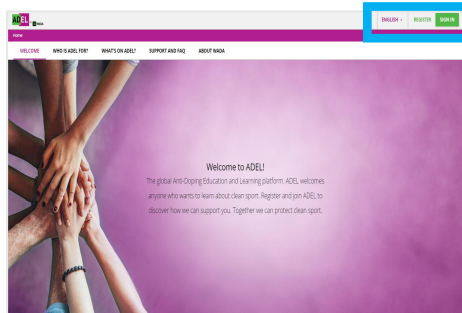 ADEL WADA
ENGLISH REGISTER SIGN IN
Home
WELCOME WHO IS ADEL FOR? WHAT'S ON ADEL? SUPPORT AND FAQ ABOUT WADA
Welcome to ADEL!
The global Anti-Doping Education and Learning platform. ADEL welcomes
anyone who wants to learn about clean sport. Register and join ADEL to
discover how we can support you. Together we can protect clean sport.